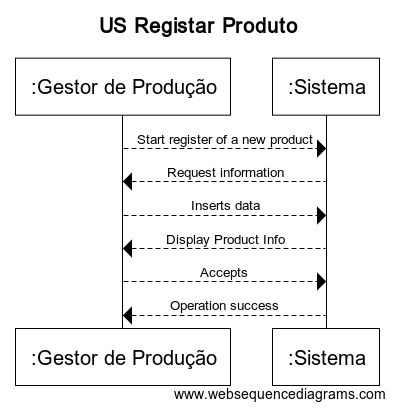 US Registar Produto
:Gestor de Produção
:Sistema
Start register of a new product
Request information
Inserts data
Display Product Info
Accepts
Operation success
:Gestor de Produção
:Sistema
www.websequencediagrams.com